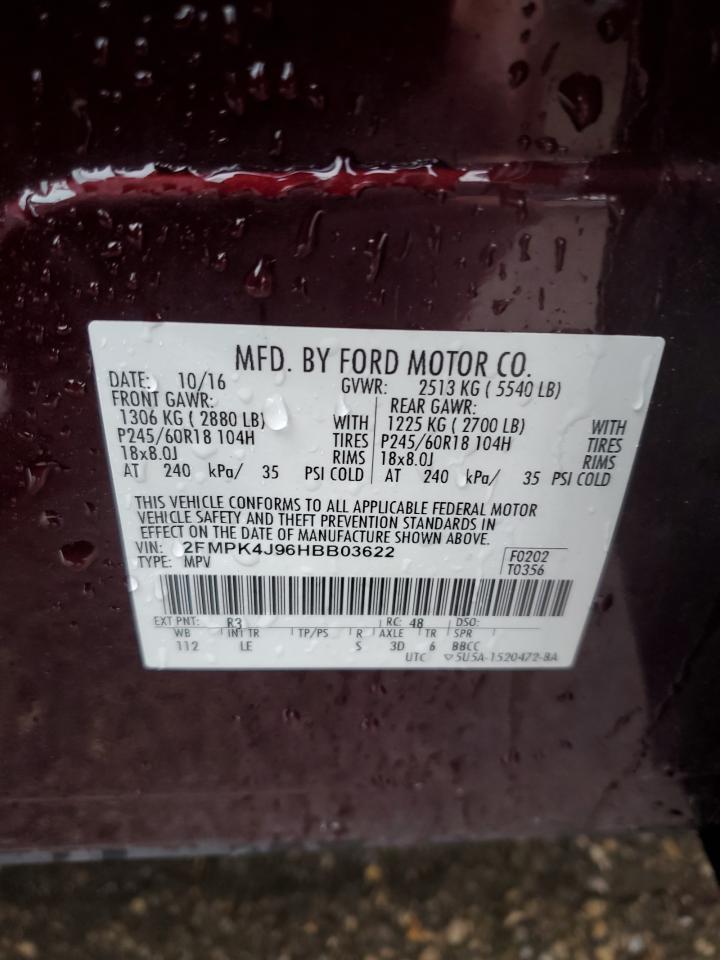 MFD. BY FORD MOTOR CO.
DATE: 10/16 GVWR: 2513 KG ( 5540 LB)
FRONT GAWR: REAR GAWR:
1306 KG ( 2880 LB) WITH 1225 KG ( 2700 LB) WITH
P245/60R18 104H TIRES P245/60R18 104H TIRES
18x8.0J RIMS 18x8.0J RIMS
AT 240 kPa/ 35 PSI COLD AT 240 kPa/ 35 PSI COLD
THIS VEHICLE CONFORMS TO ALL APPLICABLE FEDERAL MOTOR
VEHICLE SAFETY AND THEFT PREVENTION STANDARDS IN
EFFECT ON THE DATE OF MANUFACTURE SHOWN ABOVE.
VIN: 2FMPK4J96HBB03622 F0202
TYPE: MPV T0356
EXT PNT: R3 RC: 48 DSO:
WB INT TR TP/PS R AXLE TR SPR
112 LE S 3D 6 BBCC
UTC ▽5U5A-1520472-BA